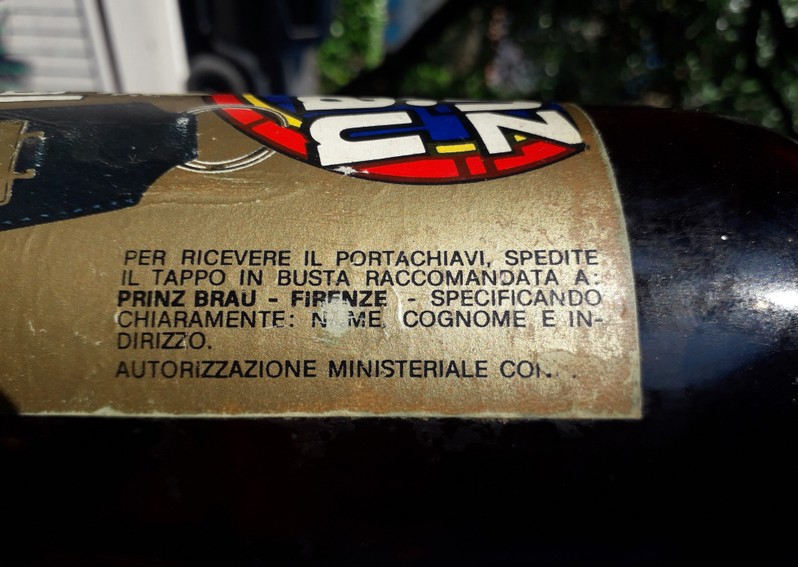 PER RICEVERE IL PORTACHIAVI, SPEDITE
IL TAPPO IN BUSTA RACCOMANDATA A:
PRINZ BRAU - FIRENZE - SPECIFICANDO
CHIARAMENTE: NOME, COGNOME E IN-
DIRIZZO.
AUTORIZZAZIONE MINISTERIALE